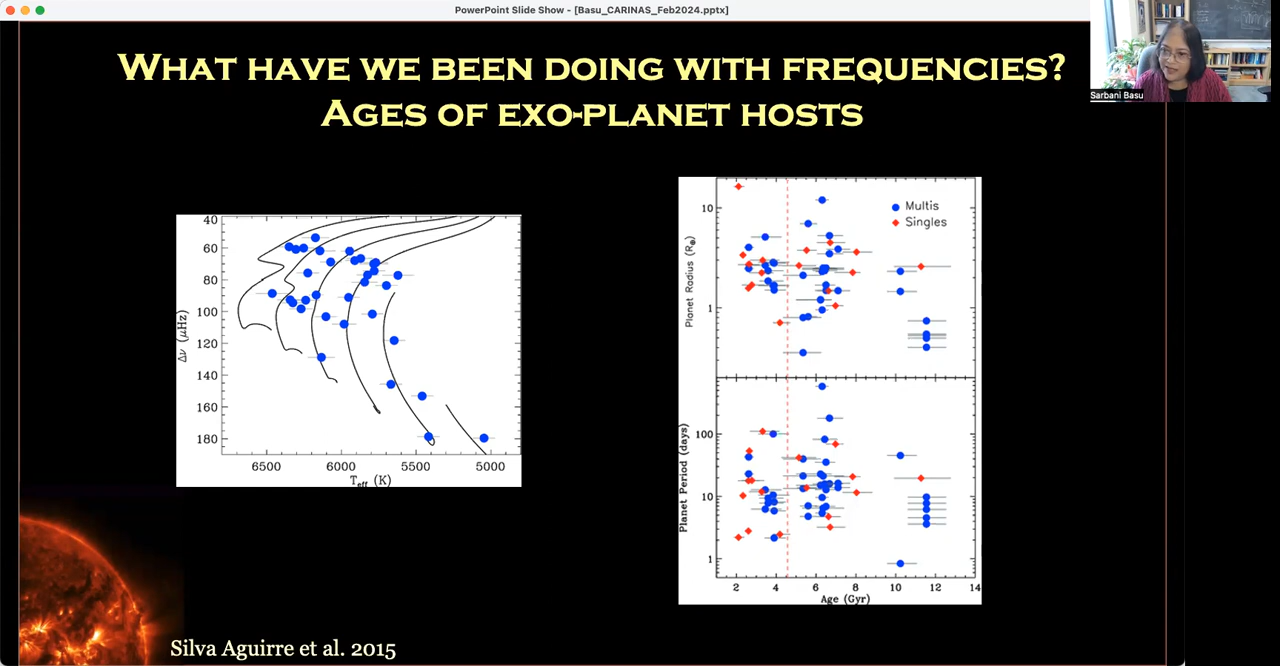 PowerPoint Slide Show - [Basu_CARINAS_Feb2024.pptx]
WHAT HAVE WE BEEN DOING WITH FREQUENCIES?
AGES OF EXO-PLANET HOSTS
Sarbani Basu
40
60
80
100
120
140
160
180
Δν (μHz)
6500
6000
5500
5000
Teff (K)
10
1
Planet Radius (R⊕)
Multis
Singles
100
10
1
Planet Period (days)
2
4
6
8
10
12
14
Age (Gyr)
Silva Aguirre et al. 2015